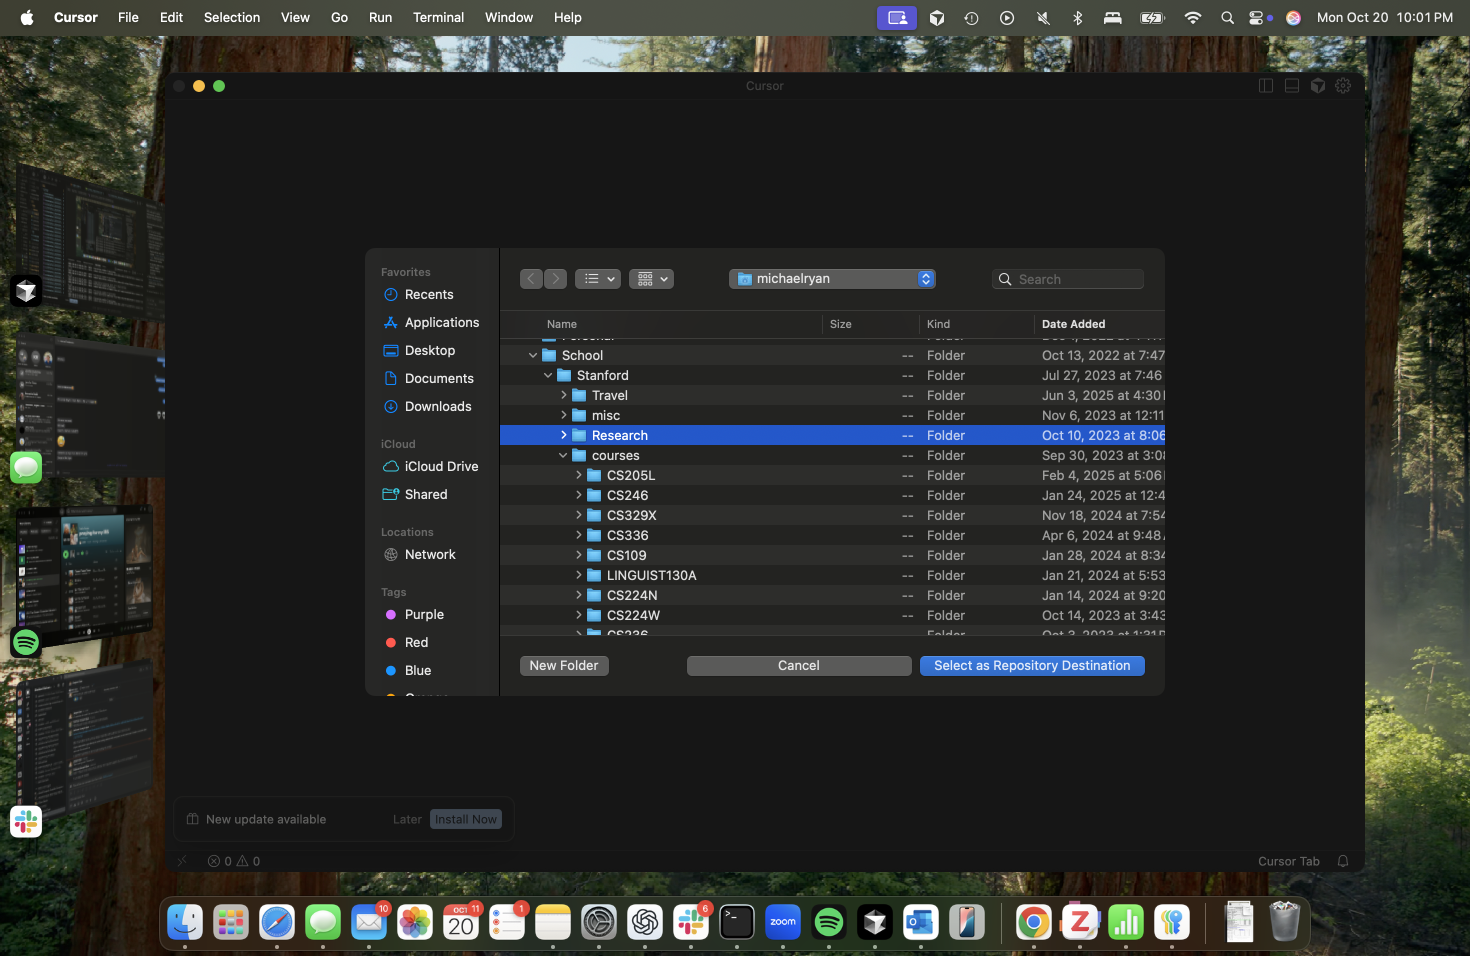 Cursor File Edit Selection View Go Run Terminal Window Help Mon Oct 20 10:01 PM
Cursor
Favorites
Recents
Applications
Desktop
Documents
Downloads
iCloud
iCloud Drive
Shared
Locations
Network
Tags
Purple
Red
Blue
michaelryan
Search
Name Size Kind Date Added
School -- Folder Oct 13, 2022 at 7:47
Stanford -- Folder Jul 27, 2023 at 7:46
Travel -- Folder Jun 3, 2025 at 4:30
misc -- Folder Nov 6, 2023 at 12:11
Research -- Folder Oct 10, 2023 at 8:06
courses -- Folder Sep 30, 2023 at 3:08
CS205L -- Folder Feb 4, 2025 at 5:06
CS246 -- Folder Jan 24, 2025 at 12:4
CS329X -- Folder Nov 18, 2024 at 7:54
CS336 -- Folder Apr 6, 2024 at 9:48
CS109 -- Folder Jan 28, 2024 at 8:34
LINGUIST130A -- Folder Jan 21, 2024 at 5:53
CS224N -- Folder Jan 14, 2024 at 9:20
CS224W -- Folder Oct 14, 2023 at 3:43
CS236 Folder Oct 3, 2023 at 1:31
New Folder Cancel Select as Repository Destination
New update available Later Install Now
0 0 Cursor Tab
10 OCT 11 20 1 6 zoom